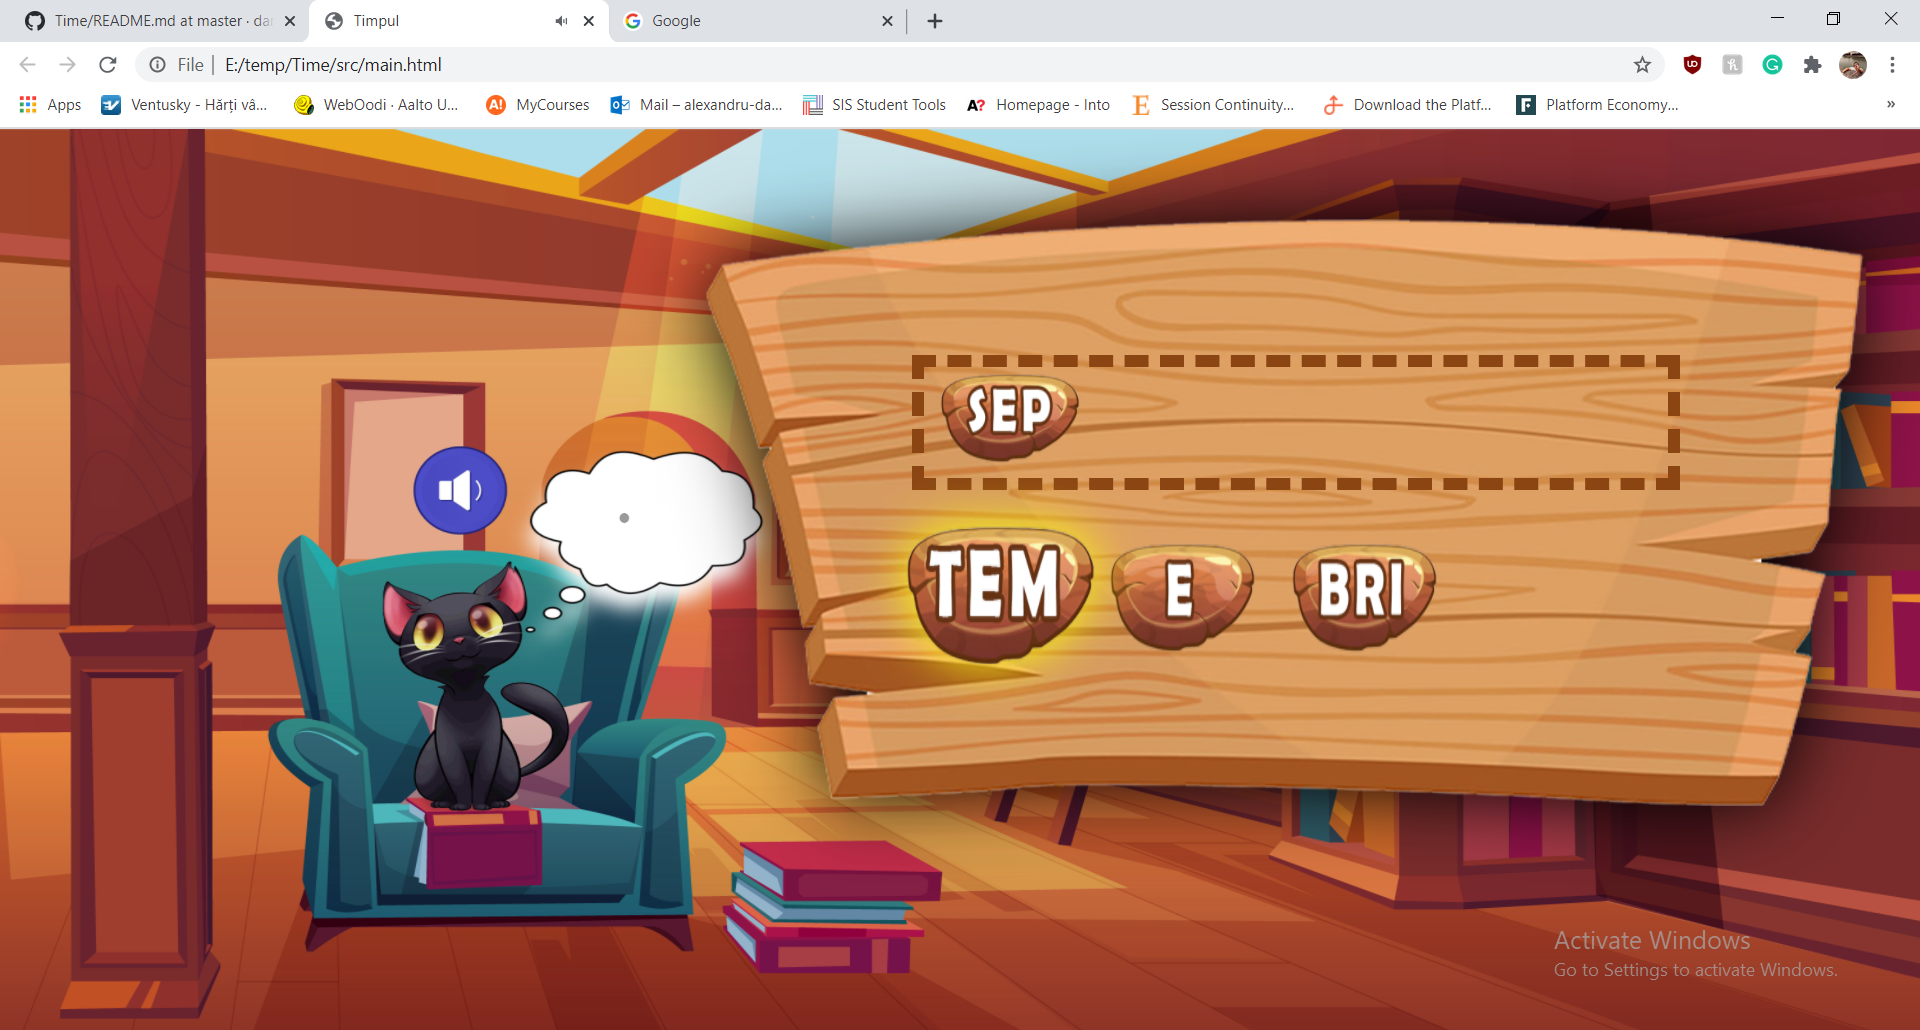 Time/README.md at master · da
Timpul
Google
File
E:/temp/Time/src/main.html
Apps
Ventusky - Hărți vâ...
WebOodi · Aalto U...
MyCourses
Mail – alexandru-da...
SIS Student Tools
Homepage - Into
Session Continuity...
Download the Platf...
Platform Economy...
SEP
TEM
E
BRI
Activate Windows
Go to Settings to activate Windows.